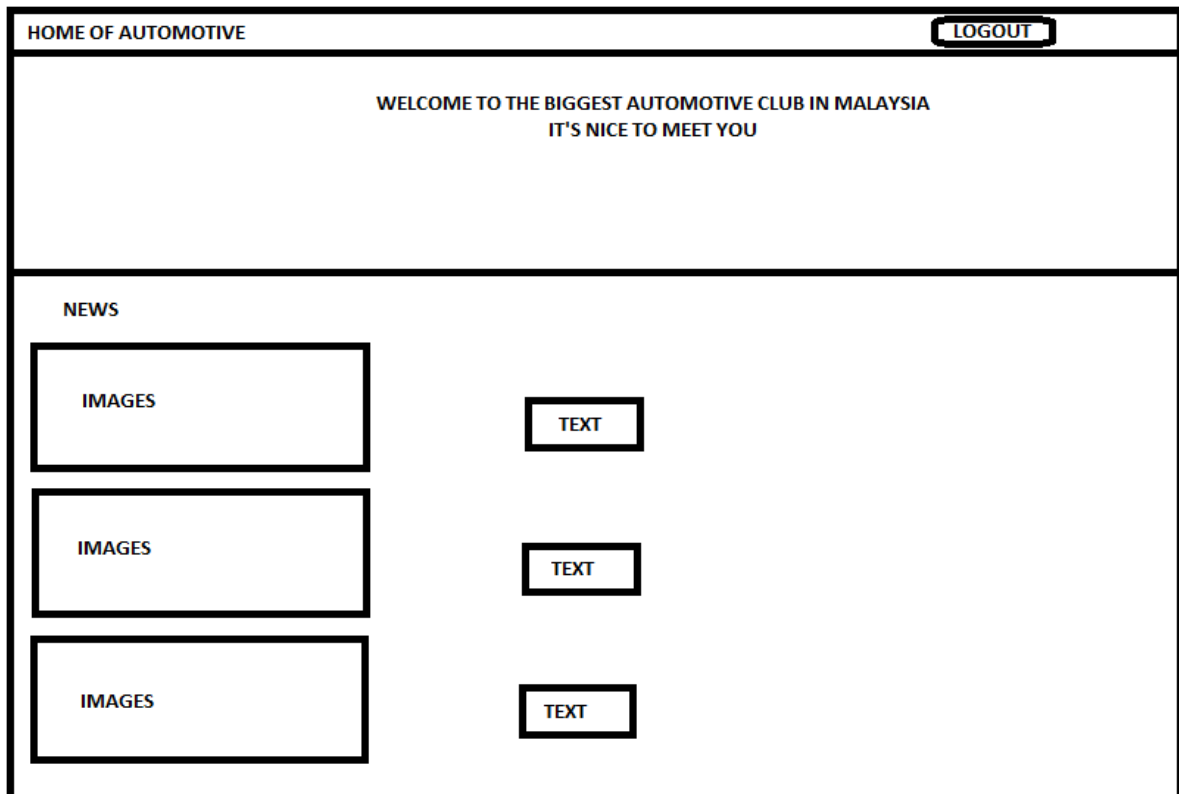 HOME OF AUTOMOTIVE
LOGOUT
WELCOME TO THE BIGGEST AUTOMOTIVE CLUB IN MALAYSIA
IT'S NICE TO MEET YOU
NEWS
IMAGES
TEXT
IMAGES
TEXT
IMAGES
TEXT